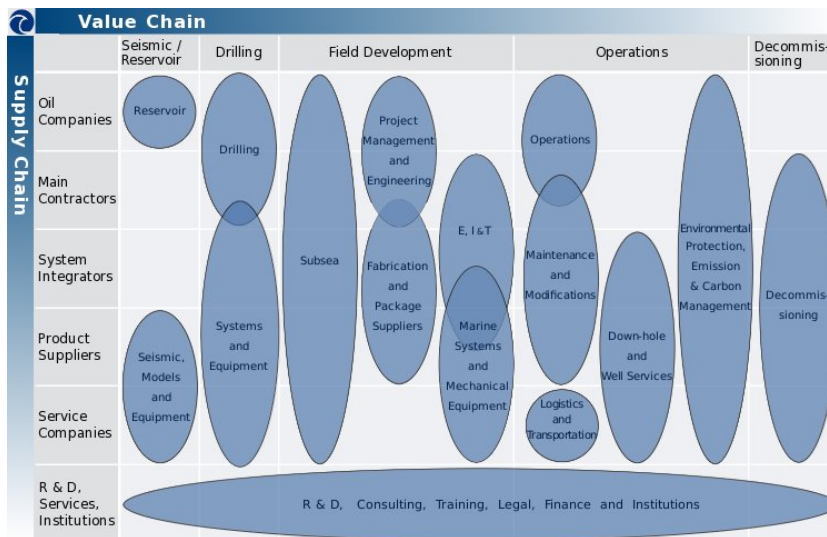 Value Chain
Supply Chain
Seismic /
Reservoir
Drilling
Field Development
Operations
Decommis-
sioning
Oil
Companies
Main
Contractors
System
Integrators
Product
Suppliers
Service
Companies
R & D,
Services,
Institutions
Reservoir
Seismic,
Models
and
Equipment
Drilling
Systems
and
Equipment
Subsea
Project
Management
and
Engineering
Fabrication
and
Package
Suppliers
E, I & T
Marine
Systems
and
Mechanical
Equipment
Operations
Maintenance
and
Modifications
Logistics
and
Transportation
Down-hole
and
Well Services
Environmental
Protection,
Emission
& Carbon
Management
Decommis-
sioning
R & D, Consulting, Training, Legal, Finance and Institutions